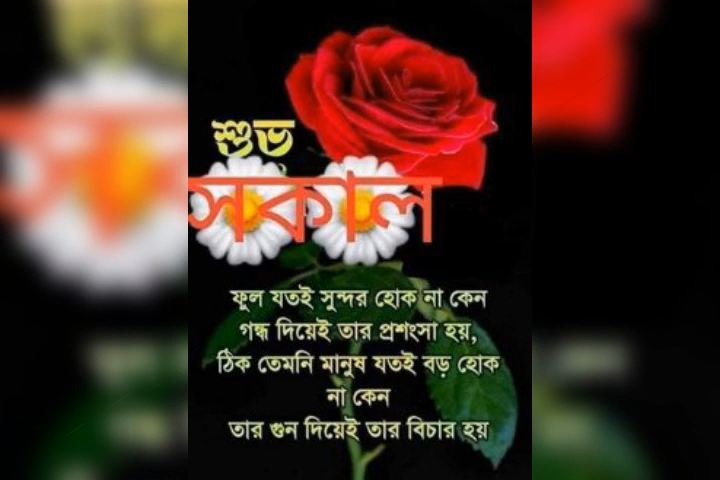 শুভ
সকাল
ফুল যতই সুন্দর হোক না কেন
গন্ধ দিয়েই তার প্রশংসা হয়,
ঠিক তেমনি মানুষ যতই বড় হোক
না কেন
তার গুন দিয়েই তার বিচার হয়